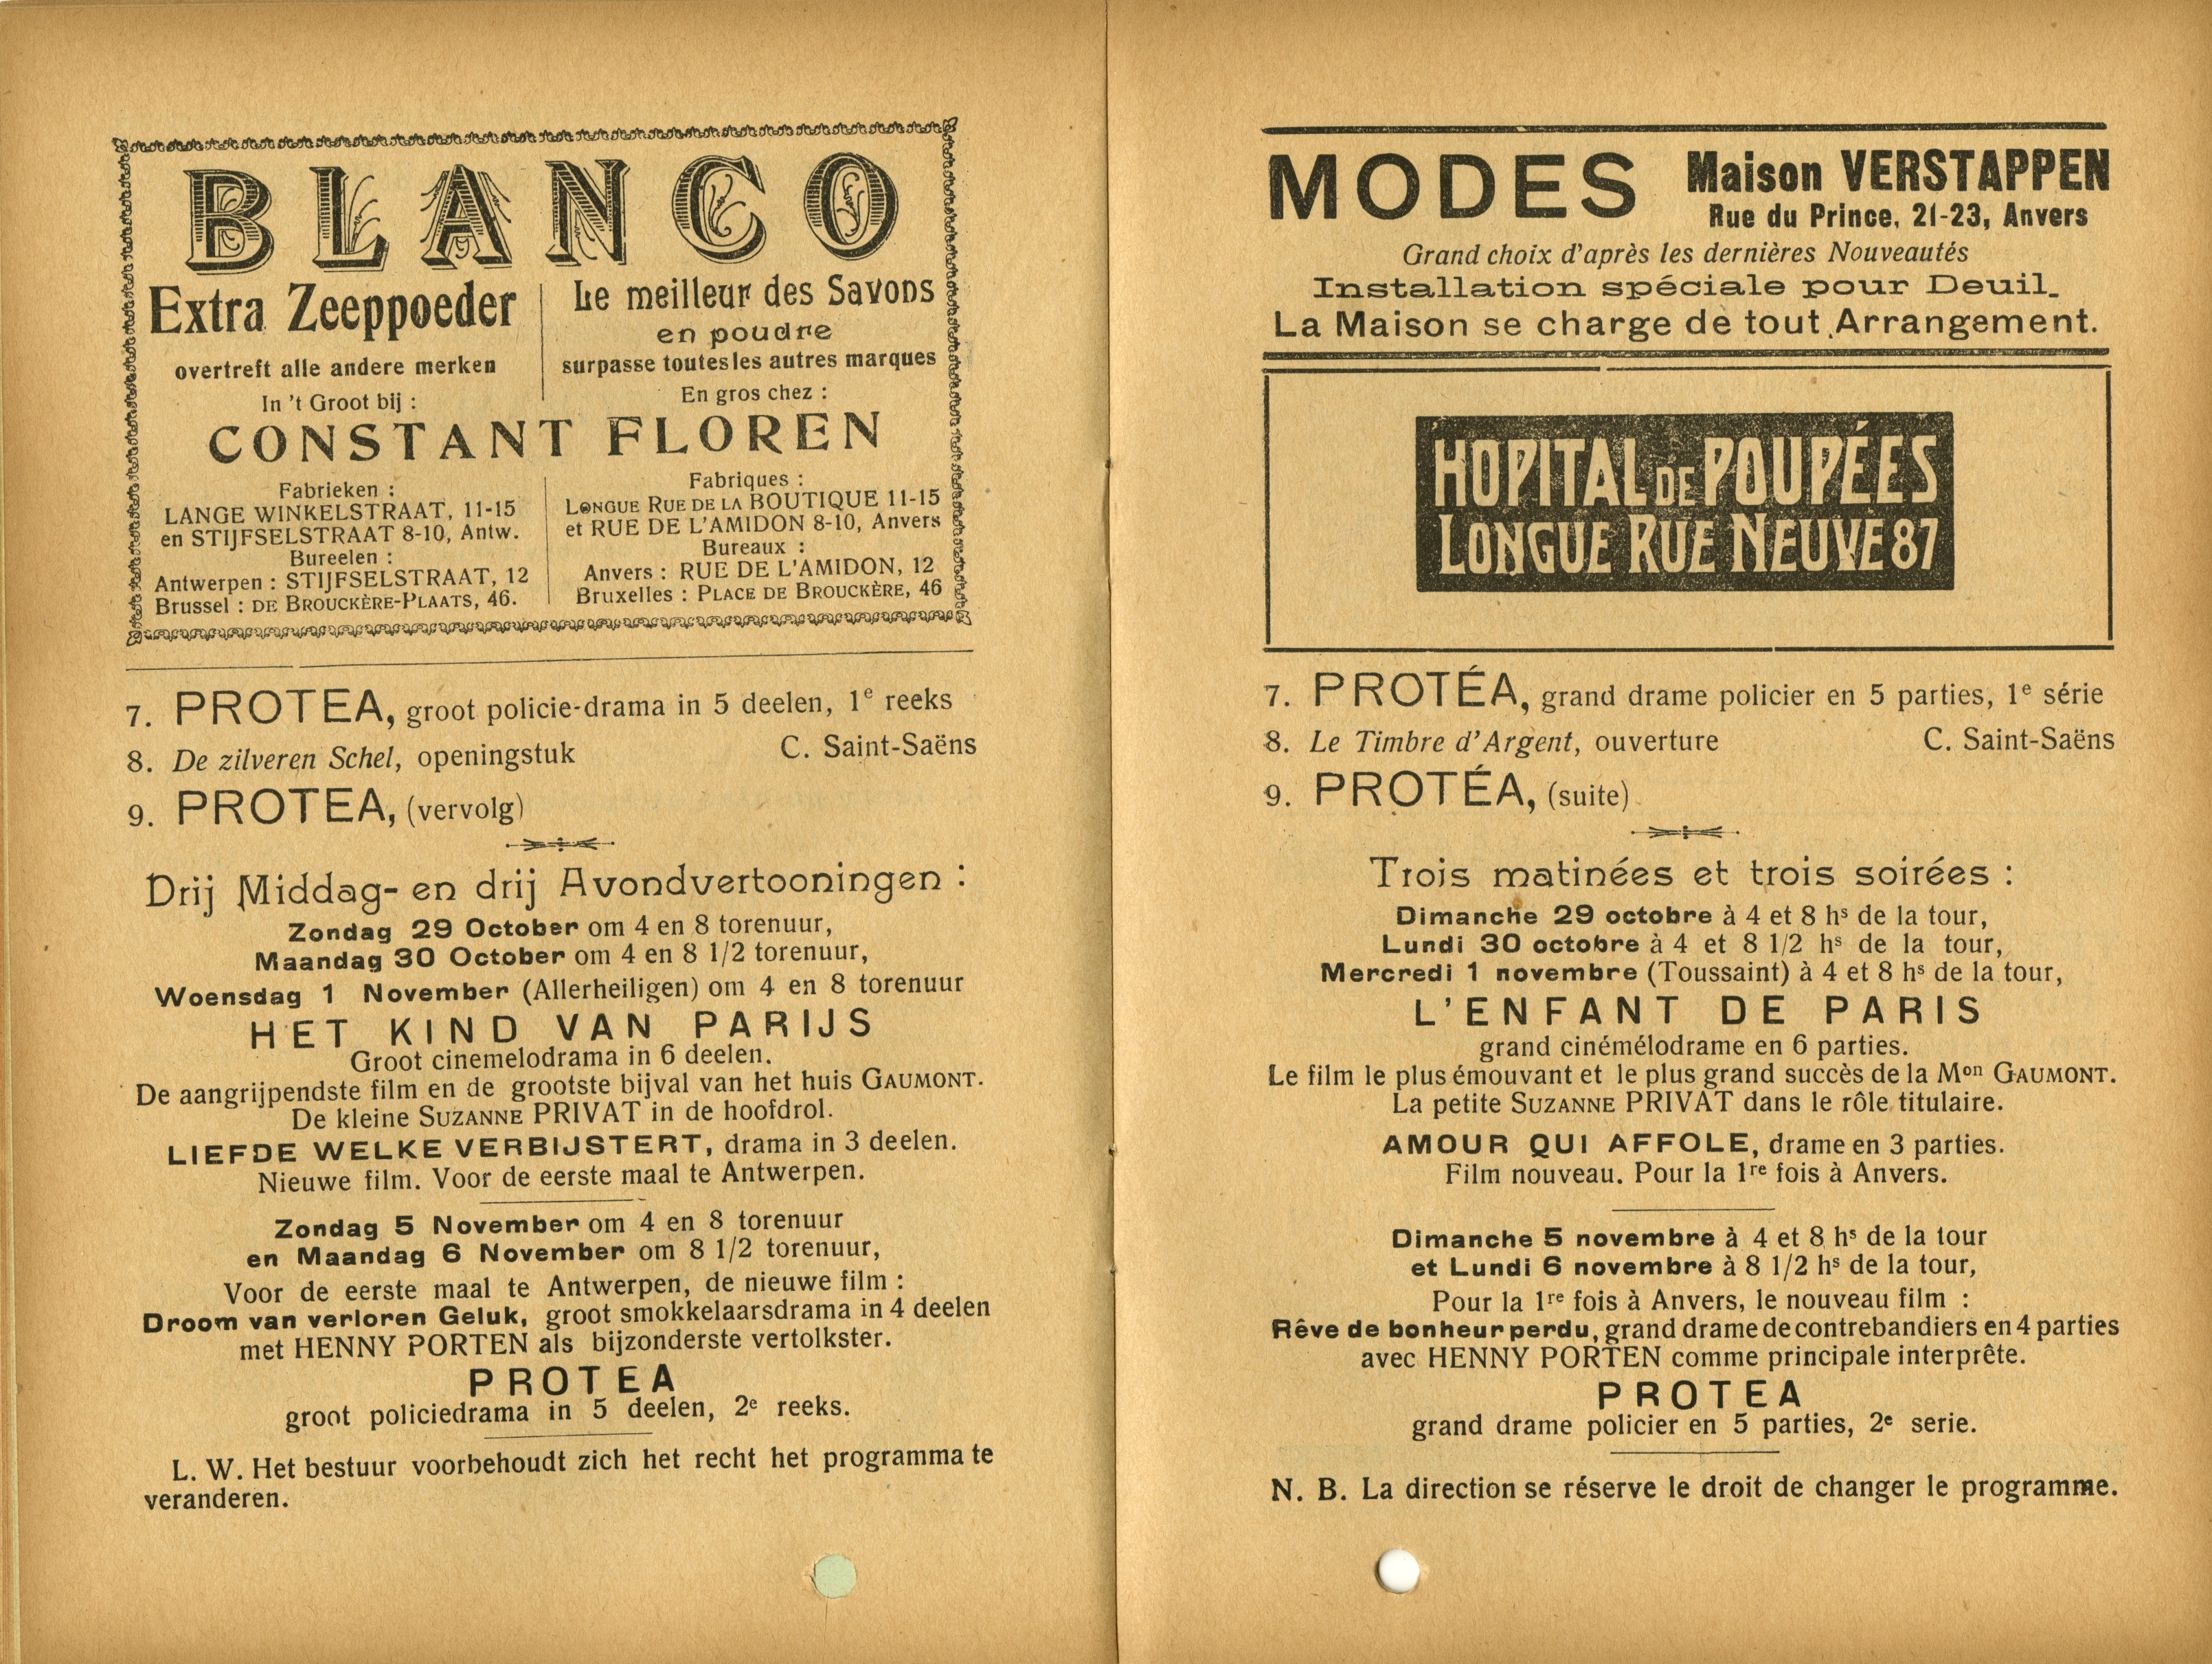 BLANCO
Extra Zeeppoeder
overtreft alle andere merken
In 't Groot bij :
Le meilleur des Savons
en poudre
surpasse toutes les autres marques
En gros chez :
CONSTANT FLOREN
Fabrieken :
LANGE WINKELSTRAAT, 11-15
en STIJFSELSTRAAT 8-10, Antw.
Bureelen :
Antwerpen : STIJFSELSTRAAT, 12
Brussel : DE BROUCKÈRE-PLAATS, 46.
Fabriques :
LONGUE RUE DE LA BOUTIQUE 11-15
et RUE DE L'AMIDON 8-10, Anvers
Bureaux :
Anvers : RUE DE L'AMIDON, 12
Bruxelles : PLACE DE BROUCKÈRE, 46
7. PROTEA, groot policie-drama in 5 deelen, 1e reeks
8. De zilveren Schel, openingstuk C. Saint-Saëns
9. PROTEA, (vervolg)
Drij Middag- en drij Avondvertooningen :
Zondag 29 October om 4 en 8 torenuur,
Maandag 30 October om 4 en 8 1/2 torenuur,
Woensdag 1 November (Allerheiligen) om 4 en 8 torenuur
HET KIND VAN PARIJS
Groot cinemelodrama in 6 deelen.
De aangrijpendste film en de grootste bijval van het huis GAUMONT.
De kleine SUZANNE PRIVAT in de hoofdrol.
LIEFDE WELKE VERBIJSTERT, drama in 3 deelen.
Nieuwe film. Voor de eerste maal te Antwerpen.
Zondag 5 November om 4 en 8 torenuur
en Maandag 6 November om 8 1/2 torenuur,
Voor de eerste maal te Antwerpen, de nieuwe film :
Droom van verloren Geluk, groot smokkelaarsdrama in 4 deelen
met HENNY PORTEN als bijzonderste vertolkster.
PROTEA
groot policiedrama in 5 deelen, 2e reeks.
L. W. Het bestuur voorbehoudt zich het recht het programma te
veranderen.
MODES Maison VERSTAPPEN
Rue du Prince, 21-23, Anvers
Grand choix d'après les dernières Nouveautés
Installation spéciale pour Deuil.
La Maison se charge de tout Arrangement.
HOPITAL DE POUPÉES
LONGUE RUE NEUVE 87
7. PROTÉA, grand drame policier en 5 parties, 1e série
8. Le Timbre d'Argent, ouverture C. Saint-Saëns
9. PROTÉA, (suite)
Trois matinées et trois soirées :
Dimanche 29 octobre à 4 et 8 hs de la tour,
Lundi 30 octobre à 4 et 8 1/2 hs de la tour,
Mercredi 1 novembre (Toussaint) à 4 et 8 hs de la tour,
L'ENFANT DE PARIS
grand cinémélodrame en 6 parties.
Le film le plus émouvant et le plus grand succès de la Mon GAUMONT.
La petite SUZANNE PRIVAT dans le rôle titulaire.
AMOUR QUI AFFOLE, drame en 3 parties.
Film nouveau. Pour la 1re fois à Anvers.
Dimanche 5 novembre à 4 et 8 hs de la tour
et Lundi 6 novembre à 8 1/2 hs de la tour,
Pour la 1re fois à Anvers, le nouveau film :
Rêve de bonheur perdu, grand drame de contrebandiers en 4 parties
avec HENNY PORTEN comme principale interprête.
PROTEA
grand drame policier en 5 parties, 2e serie.
N. B. La direction se réserve le droit de changer le programme.